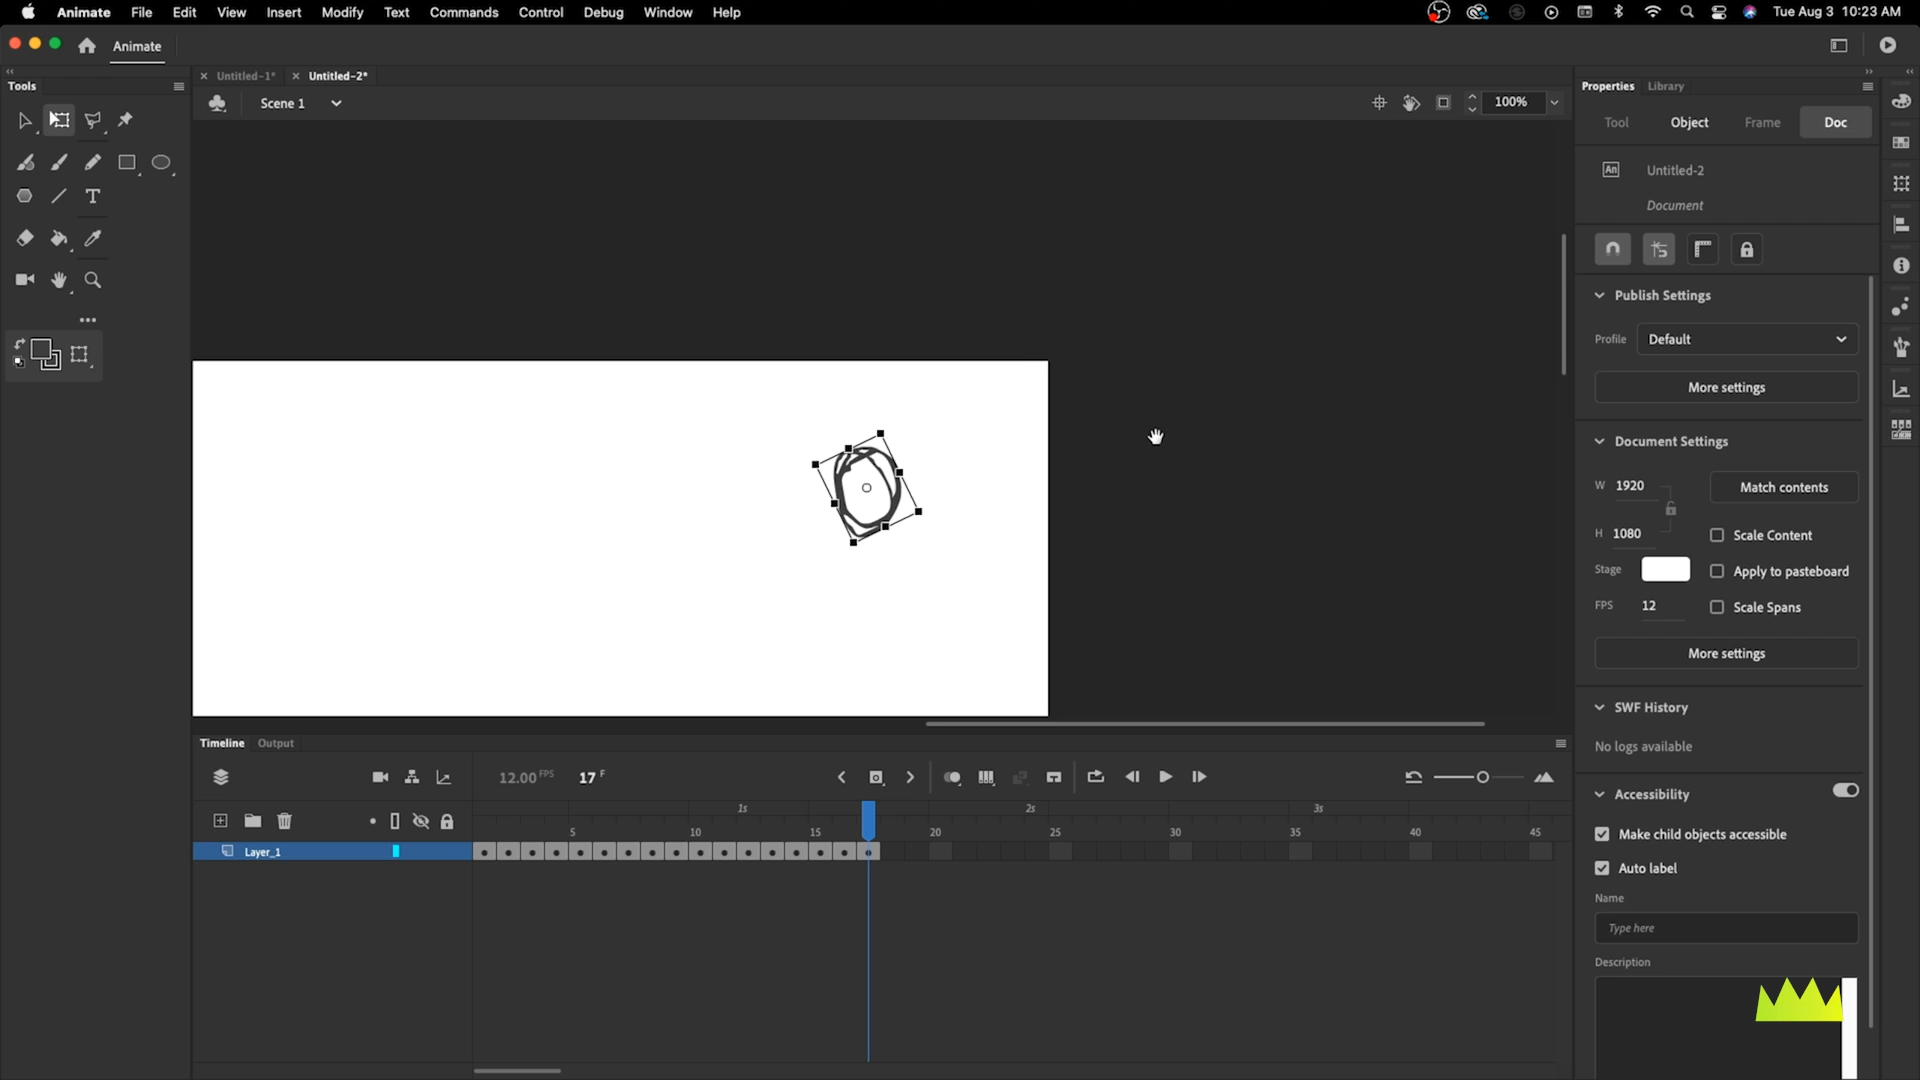 Animate File Edit View Insert Modify Text Commands Control Debug Window Help Tue Aug 3 10:23 AM
Animate
Tools
Untitled-1* Untitled-2*
Scene 1
100%
Properties Library
Tool Object Frame Doc
An Untitled-2
Document
Publish Settings
Profile Default
More settings
Document Settings
W 1920 Match contents
H 1080 Scale Content
Stage Apply to pasteboard
FPS 12 Scale Spans
More settings
SWF History
No logs available
Accessibility
Make child objects accessible
Auto label
Name
Type here
Description
Timeline Output
12.00 FPS 17 F
1s 2s 3s
5 10 15 20 25 30 35 40 45
Layer_1